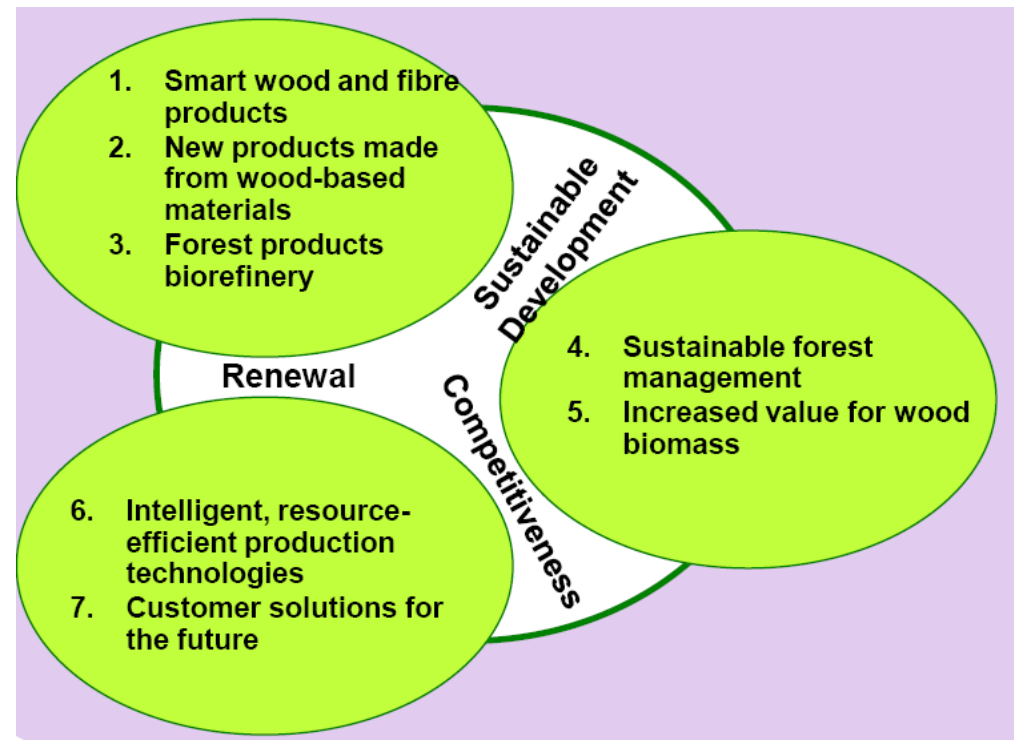 1. Smart wood and fibre
products
2. New products made
from wood-based
materials
3. Forest products
biorefinery
Sustainable
Development
4. Sustainable forest
management
5. Increased value for wood
biomass
Renewal
Competitiveness
6. Intelligent, resource-
efficient production
technologies
7. Customer solutions for
the future